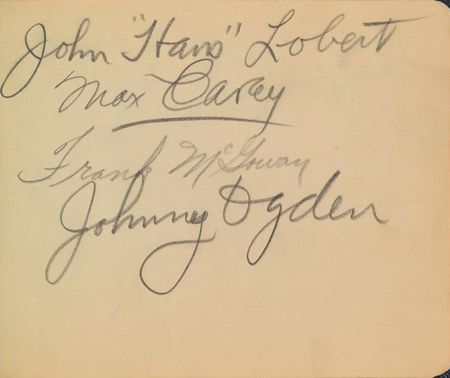 John "Hans" Lobert
Max Carey
Frank McGowan
Johnny Ogden